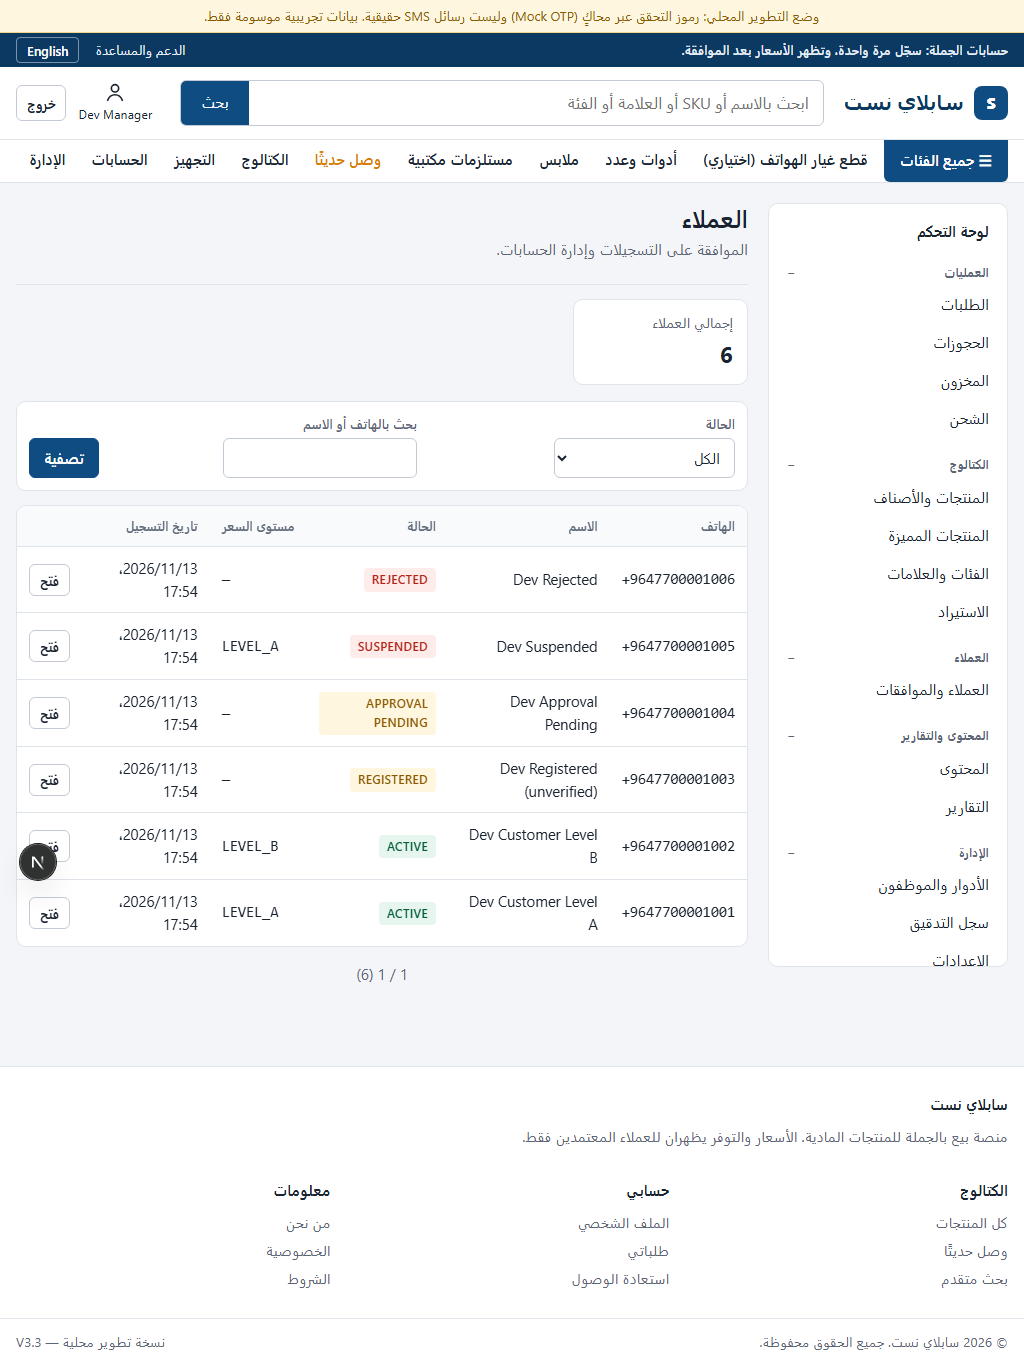 وضع التطوير المحلي: رموز التحقق عبر محاكٍ (Mock OTP) وليست رسائل SMS حقيقية. بيانات تجريبية موسومة فقط.
حسابات الجملة: سجّل مرة واحدة، وتظهر الأسعار بعد الموافقة.
الدعم والمساعدة
English
S
سابلاي نست
ابحث بالاسم أو SKU أو العلامة أو الفئة
بحث
Dev Manager
خروج
☰ جميع الفئات
قطع غيار الهواتف (اختياري)
أدوات وعدد
ملابس
مستلزمات مكتبية
وصل حديثًا
الكتالوج
التجهيز
الحسابات
الإدارة
لوحة التحكم
العمليات –
الطلبات
الحجوزات
المخزون
الشحن
الكتالوج –
المنتجات والأصناف
المنتجات المميزة
الفئات والعلامات
الاستيراد
العملاء –
العملاء والموافقات
المحتوى والتقارير –
المحتوى
التقارير
الإدارة –
الأدوار والموظفون
سجل التدقيق
الإعدادات
العملاء
الموافقة على التسجيلات وإدارة الحسابات.
إجمالي العملاء
6
الحالة
الكل
بحث بالهاتف أو الاسم
تصفية
الهاتف الاسم الحالة مستوى السعر تاريخ التسجيل
+9647700001006 Dev Rejected REJECTED — 2026/11/13، 17:54 فتح
+9647700001005 Dev Suspended SUSPENDED LEVEL_A 2026/11/13، 17:54 فتح
+9647700001004 Dev Approval Pending APPROVAL PENDING — 2026/11/13، 17:54 فتح
+9647700001003 Dev Registered (unverified) REGISTERED — 2026/11/13، 17:54 فتح
+9647700001002 Dev Customer Level B ACTIVE LEVEL_B 2026/11/13، 17:54
+9647700001001 Dev Customer Level A ACTIVE LEVEL_A 2026/11/13، 17:54 فتح
N
1 / 1 (6)
سابلاي نست
منصة بيع بالجملة للمنتجات المادية. الأسعار والتوفر يظهران للعملاء المعتمدين فقط.
الكتالوج
كل المنتجات
وصل حديثًا
بحث متقدم
حسابي
الملف الشخصي
طلباتي
استعادة الوصول
معلومات
من نحن
الخصوصية
الشروط
© 2026 سابلاي نست. جميع الحقوق محفوظة.
نسخة تطوير محلية — V3.3